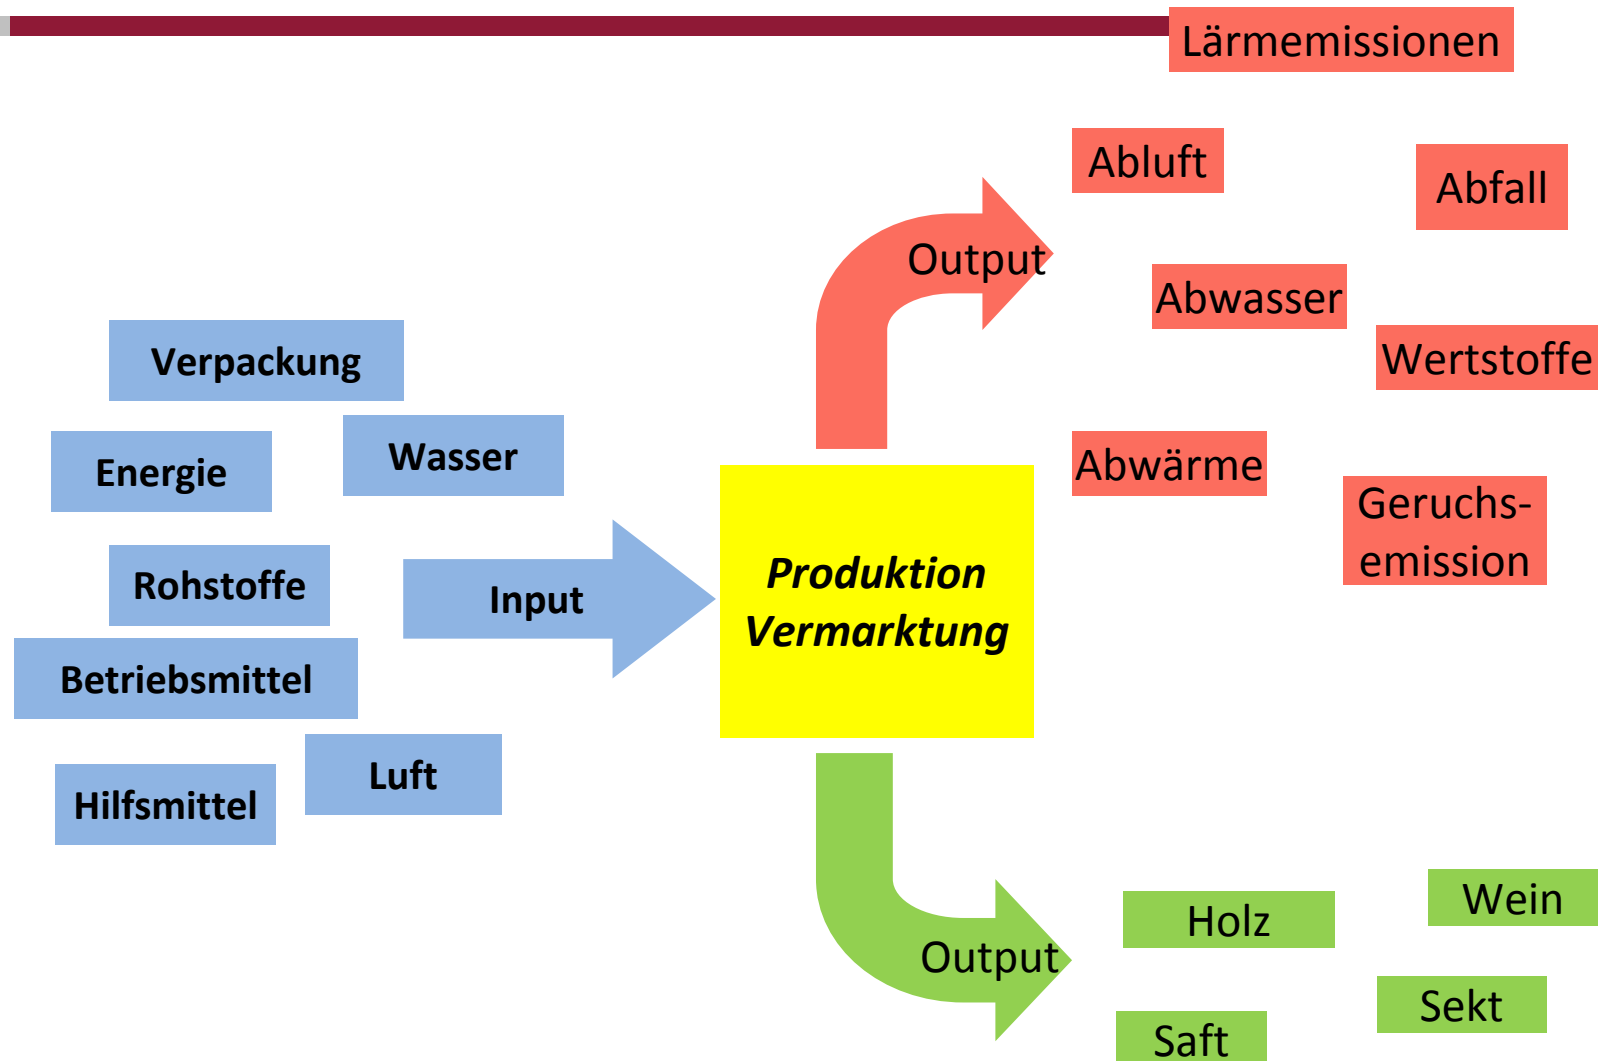 Lärmemissionen
Abluft
Abfall
Output
Abwasser
Wertstoffe
Abwärme
Geruchs-
emission
Verpackung
Wasser
Energie
Rohstoffe
Input
Betriebsmittel
Luft
Hilfsmittel
Produktion
Vermarktung
Output
Holz
Wein
Sekt
Saft